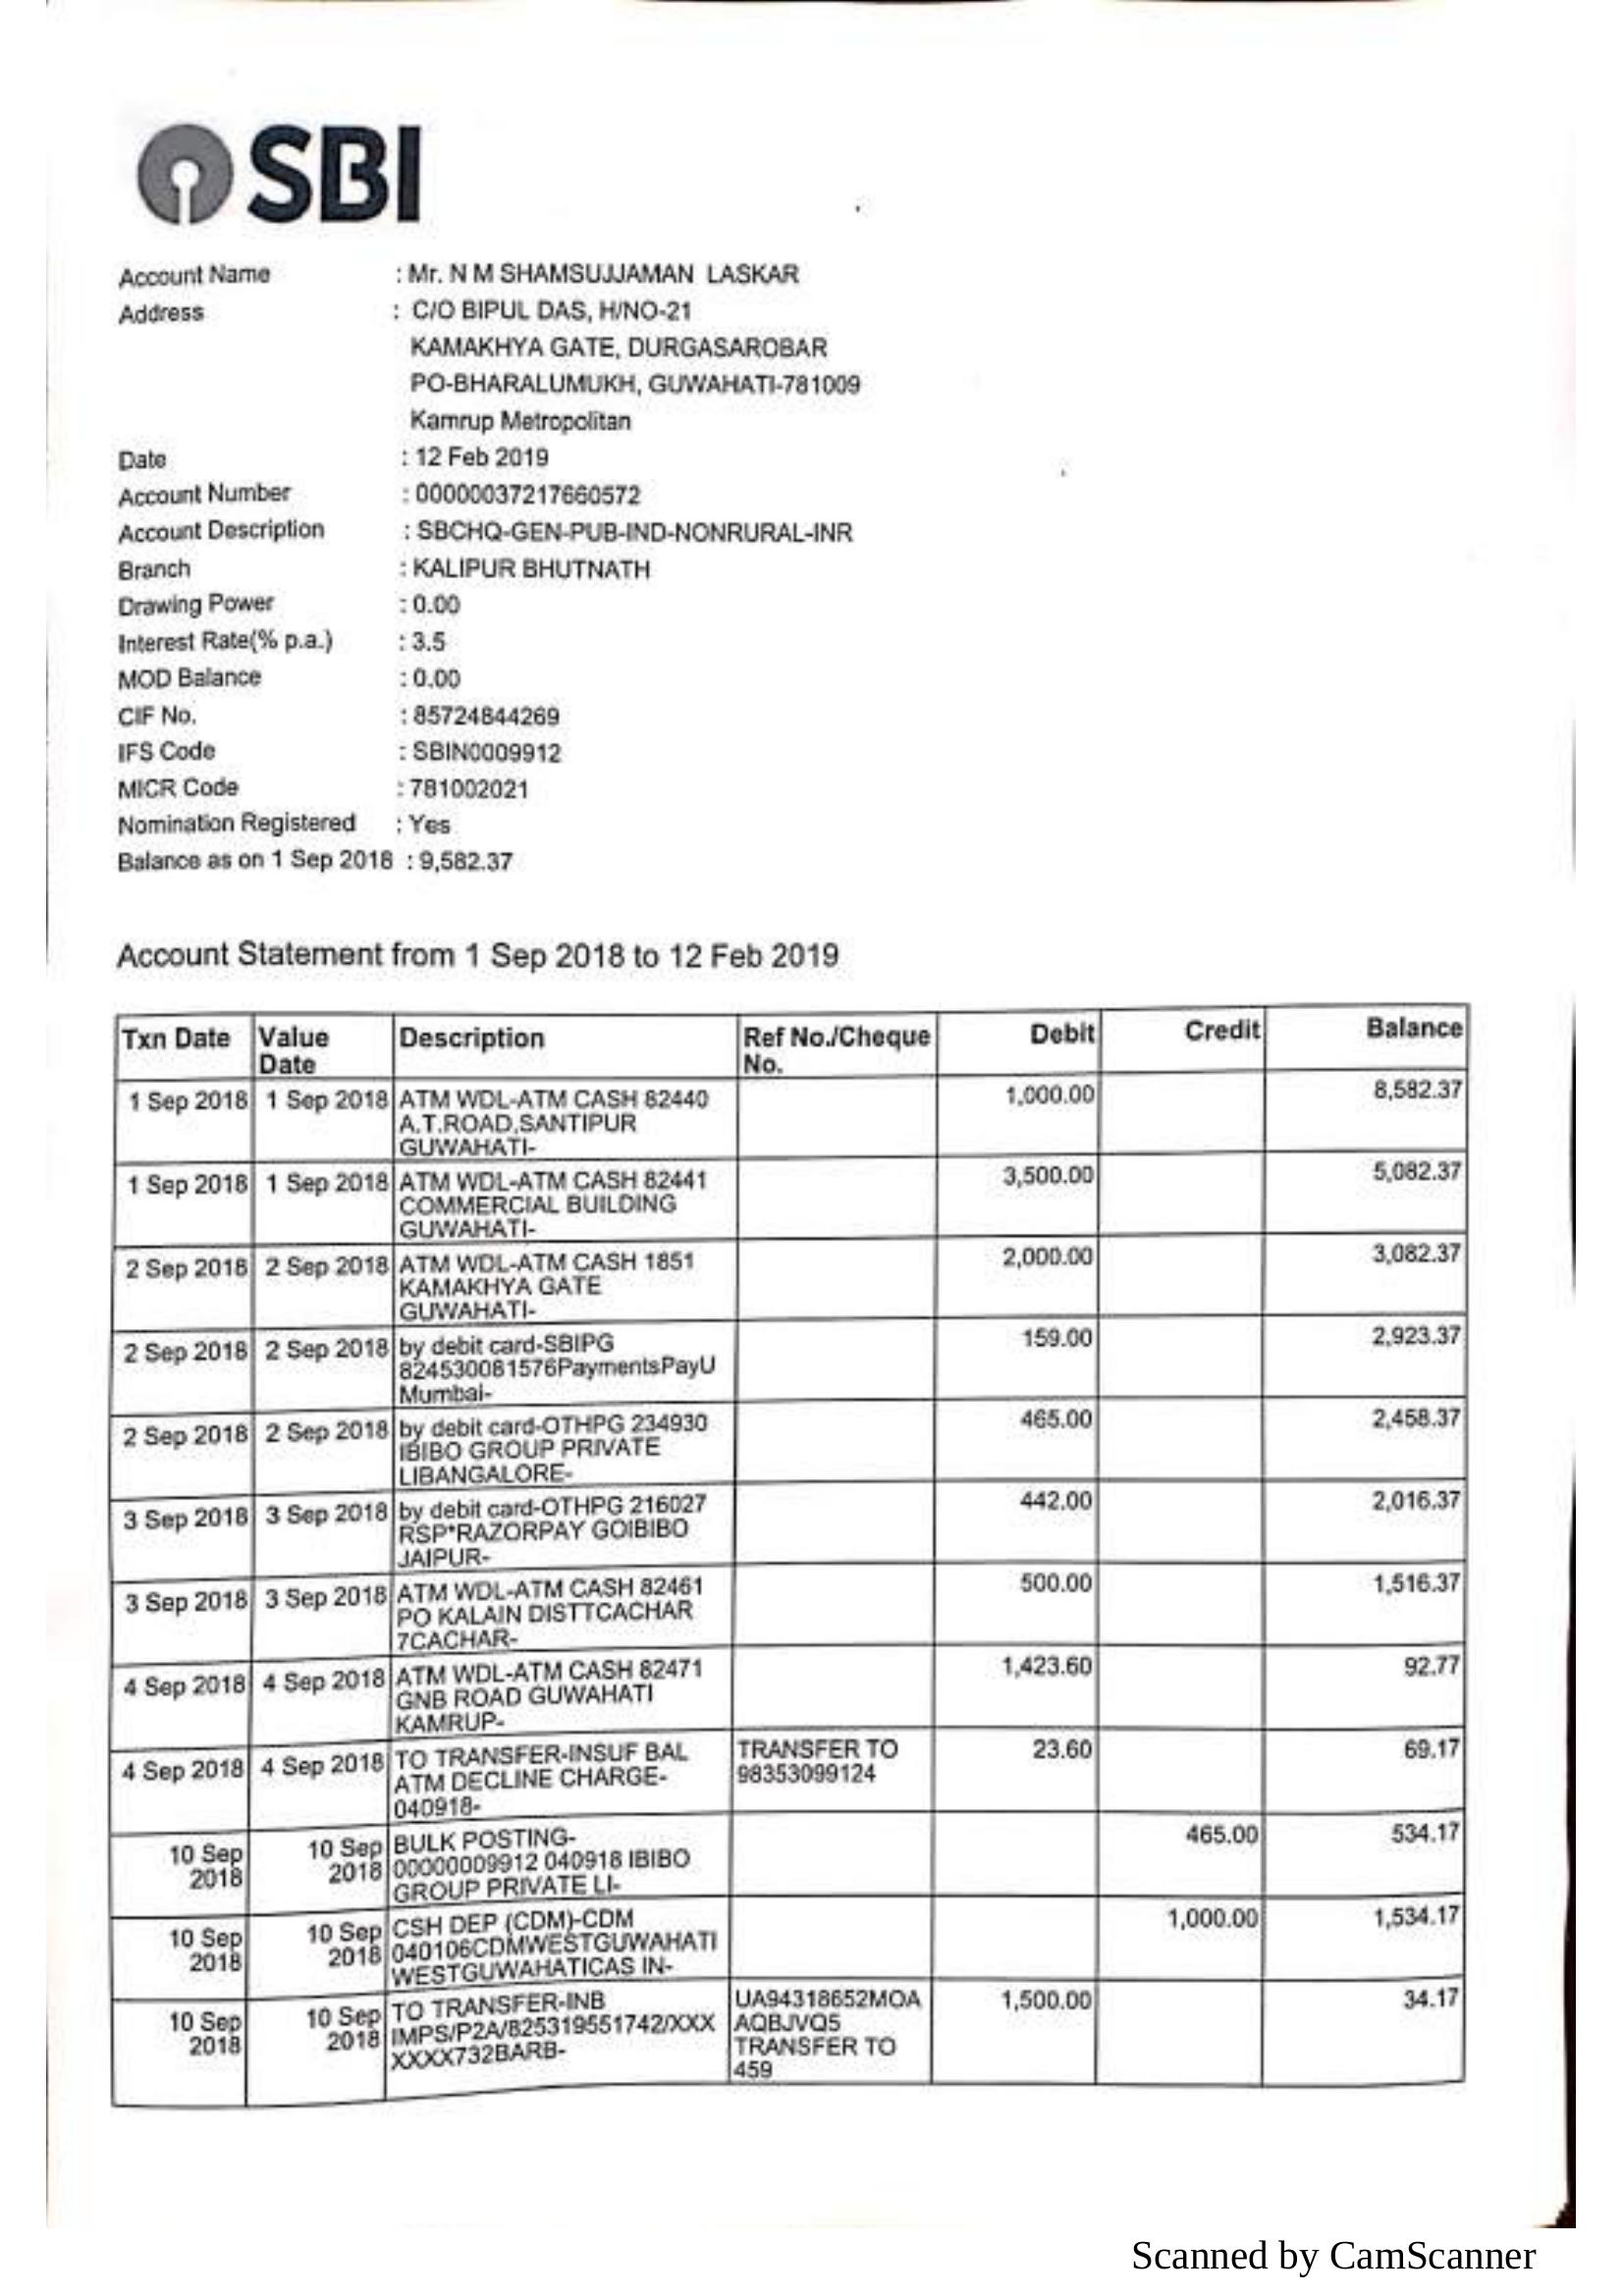 SBI
Account Name : Mr. N M SHAMSUJJAMAN LASKAR
Address : C/O BIPUL DAS, H/NO-21
KAMAKHYA GATE, DURGASAROBAR
PO-BHARALUMUKH, GUWAHATI-781009
Kamrup Metropolitan
Date : 12 Feb 2019
Account Number : 00000037217660572
Account Description : SBCHQ-GEN-PUB-IND-NONRURAL-INR
Branch : KALIPUR BHUTNATH
Drawing Power : 0.00
Interest Rate(% p.a.) : 3.5
MOD Balance : 0.00
CIF No. : 85724844269
IFS Code : SBIN0009912
MICR Code : 781002021
Nomination Registered : Yes
Balance as on 1 Sep 2018 : 9,582.37
Account Statement from 1 Sep 2018 to 12 Feb 2019
Txn Date Value Description Ref No./Cheque Debit Credit Balance
Date No.
1 Sep 2018 1 Sep 2018 ATM WDL-ATM CASH 82440 1,000.00 8,582.37
A.T.ROAD,SANTIPUR
GUWAHATI-
1 Sep 2018 1 Sep 2018 ATM WDL-ATM CASH 82441 3,500.00 5,082.37
COMMERCIAL BUILDING
GUWAHATI-
2 Sep 2018 2 Sep 2018 ATM WDL-ATM CASH 1851 2,000.00 3,082.37
KAMAKHYA GATE
GUWAHATI-
2 Sep 2018 2 Sep 2018 by debit card-SBIPG 159.00 2,923.37
824530081576PaymentsPayU
Mumbai-
2 Sep 2018 2 Sep 2018 by debit card-OTHPG 234930 465.00 2,458.37
IBIBO GROUP PRIVATE
LIBANGALORE-
3 Sep 2018 3 Sep 2018 by debit card-OTHPG 216027 442.00 2,016.37
RSP*RAZORPAY GOIBIBO
JAIPUR-
3 Sep 2018 3 Sep 2018 ATM WDL-ATM CASH 82461 500.00 1,516.37
PO KALAIN DISTTCACHAR
7CACHAR-
4 Sep 2018 4 Sep 2018 ATM WDL-ATM CASH 82471 1,423.60 92.77
GNB ROAD GUWAHATI
KAMRUP-
4 Sep 2018 4 Sep 2018 TO TRANSFER-INSUF BAL TRANSFER TO 23.60 69.17
ATM DECLINE CHARGE- 98353099124
040918-
10 Sep 10 Sep BULK POSTING- 465.00 534.17
2018 2018 00000009912 040918 IBIBO
GROUP PRIVATE LI-
10 Sep 10 Sep CSH DEP (CDM)-CDM 1,000.00 1,534.17
2018 2018 040106CDMWESTGUWAHATI
WESTGUWAHATICAS IN-
10 Sep 10 Sep TO TRANSFER-INB UA94318652MOA 1,500.00 34.17
2018 2018 IMPS/P2A/825319551742/XXX AQBJVQ5
XXXX732BARB- TRANSFER TO
459
Scanned by CamScanner